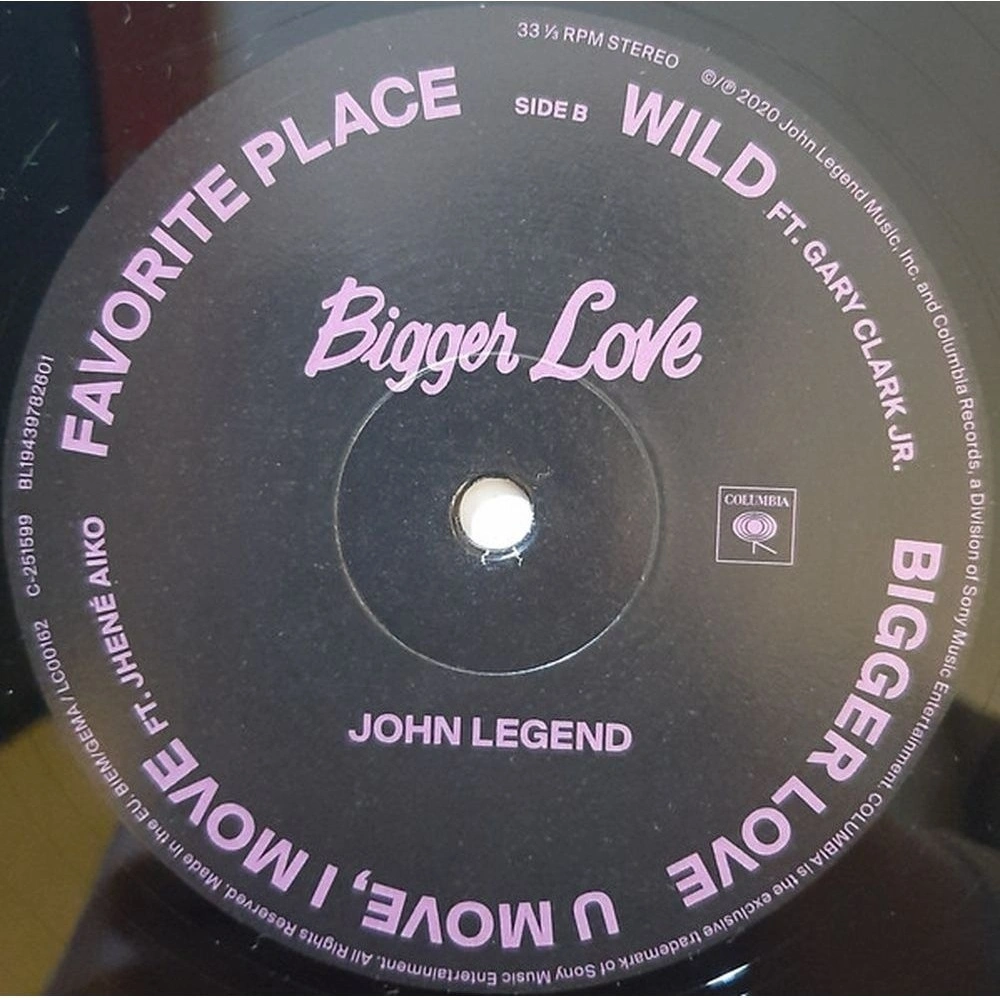 33 ⅓ RPM STEREO
SIDE B
WILD FT. GARY CLARK JR.
BIGGER LOVE
U MOVE, I MOVE FT. JHENÉ AIKO
FAVORITE PLACE
Bigger Love
COLUMBIA
JOHN LEGEND
©/℗ 2020 John Legend Music, Inc. and Columbia Records, a Division of Sony Music Entertainment. COLUMBIA is the exclusive trademark of Sony Music Entertainment. All Rights Reserved. Made in the EU. BIEM/GEMA / LC00162 C-251599 BL19439782601